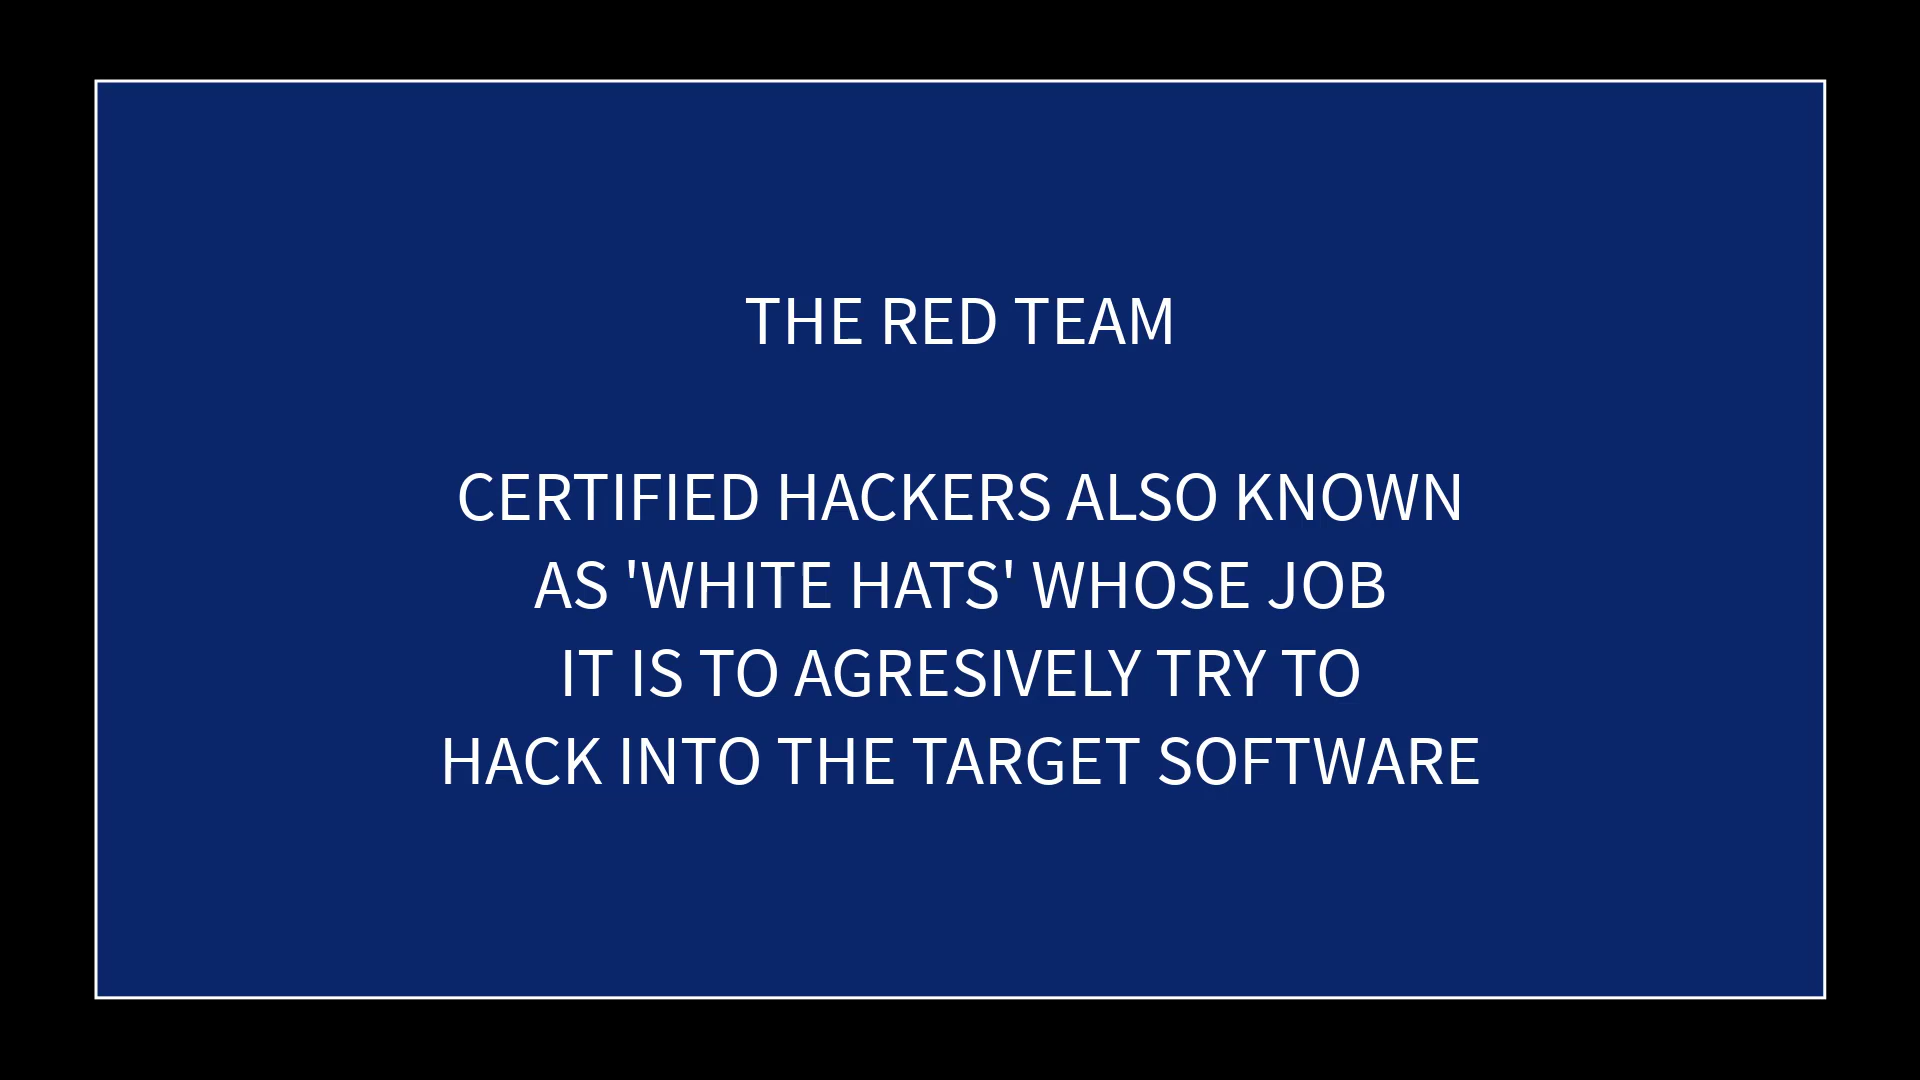 THE RED TEAM
CERTIFIED HACKERS ALSO KNOWN
AS 'WHITE HATS' WHOSE JOB
IT IS TO AGRESIVELY TRY TO
HACK INTO THE TARGET SOFTWARE